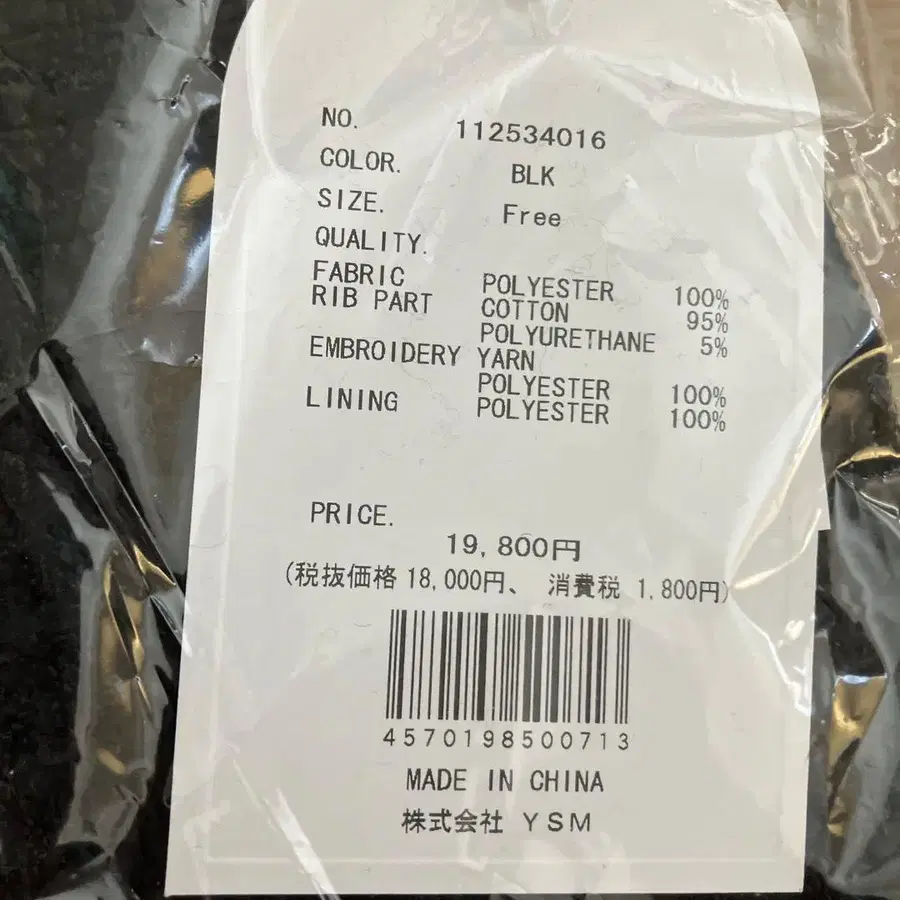 NO. 112534016
COLOR. BLK
SIZE. Free
QUALITY.
FABRIC POLYESTER 100%
RIB PART COTTON 95%
POLYURETHANE 5%
EMBROIDERY YARN
POLYESTER 100%
LINING POLYESTER 100%
PRICE.
19,800円
(税抜価格 18,000円、 消費税 1,800円)
4570198500713
MADE IN CHINA
株式会社 YSM